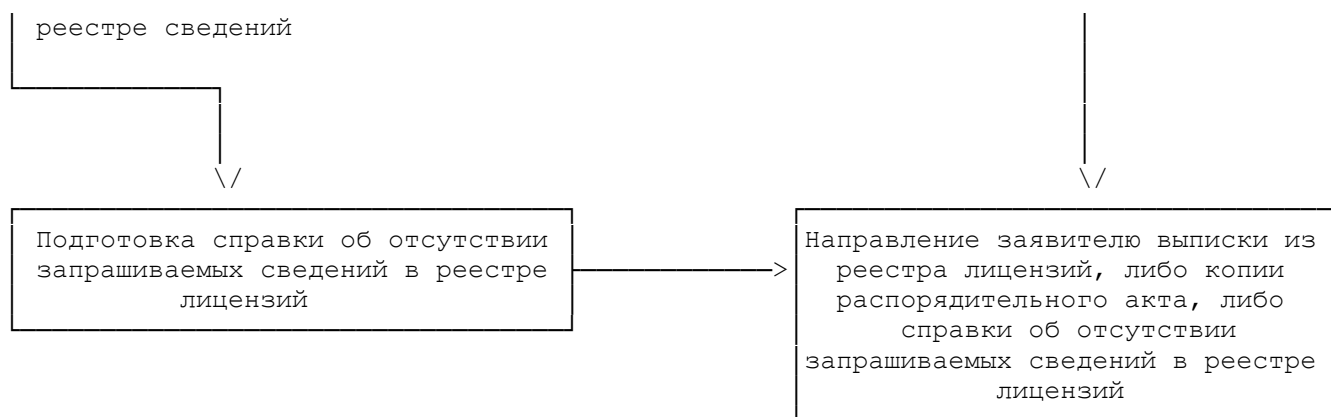 реестре сведений
Подготовка справки об отсутствии
запрашиваемых сведений в реестре
лицензий
Направление заявителю выписки из
реестра лицензий, либо копии
распорядительного акта, либо
справки об отсутствии
запрашиваемых сведений в реестре
лицензий